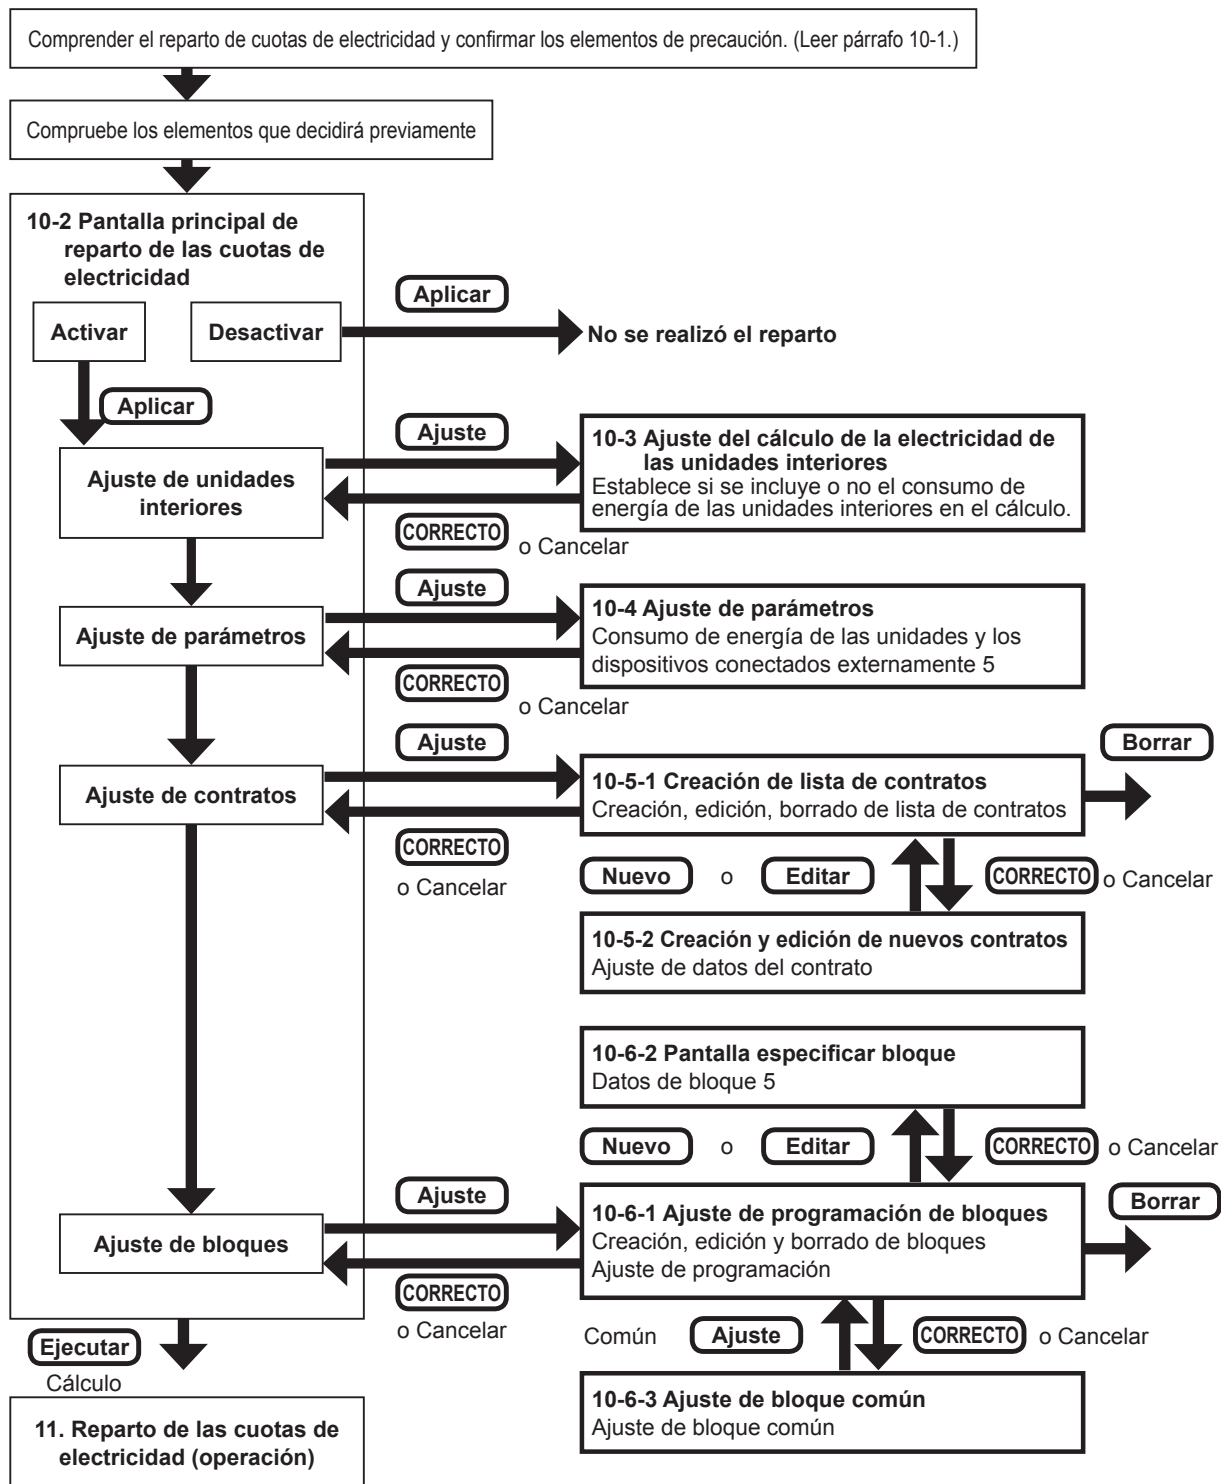 Comprender el reparto de cuotas de electricidad y confirmar los elementos de precaución. (Leer párrafo 10-1.)
Compruebe los elementos que decidirá previamente
10-2 Pantalla principal de
reparto de las cuotas de
electricidad
Activar
Desactivar
Aplicar
No se realizó el reparto
Aplicar
Ajuste de unidades
interiores
Ajuste
10-3 Ajuste del cálculo de la electricidad de
las unidades interiores
Establece si se incluye o no el consumo de
energía de las unidades interiores en el cálculo.
CORRECTO o Cancelar
Ajuste de parámetros
Ajuste
10-4 Ajuste de parámetros
Consumo de energía de las unidades y los
dispositivos conectados externamente 5
CORRECTO o Cancelar
Ajuste de contratos
Ajuste
10-5-1 Creación de lista de contratos
Creación, edición, borrado de lista de contratos
Borrar
CORRECTO
o Cancelar
Nuevo o Editar
CORRECTO o Cancelar
10-5-2 Creación y edición de nuevos contratos
Ajuste de datos del contrato
10-6-2 Pantalla especificar bloque
Datos de bloque 5
Nuevo o Editar
CORRECTO o Cancelar
Ajuste de bloques
Ajuste
10-6-1 Ajuste de programación de bloques
Creación, edición y borrado de bloques
Ajuste de programación
Borrar
CORRECTO
o Cancelar
Común Ajuste
CORRECTO o Cancelar
10-6-3 Ajuste de bloque común
Ajuste de bloque común
Ejecutar
Cálculo
11. Reparto de las cuotas de
electricidad (operación)